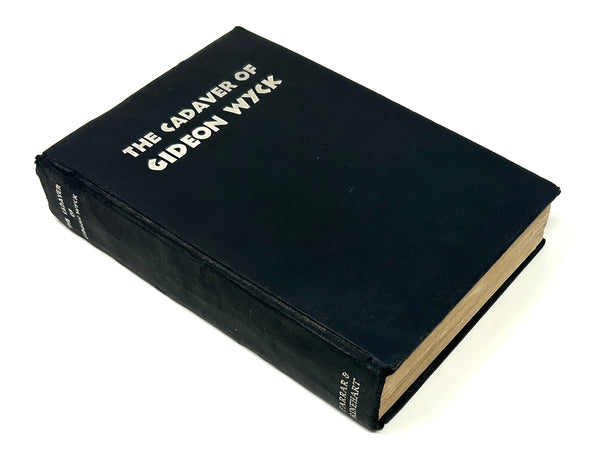 THE CADAVER OF
GIDEON WYCK
THE CADAVER
OF
GIDEON WYCK
FARRAR &
RINEHART